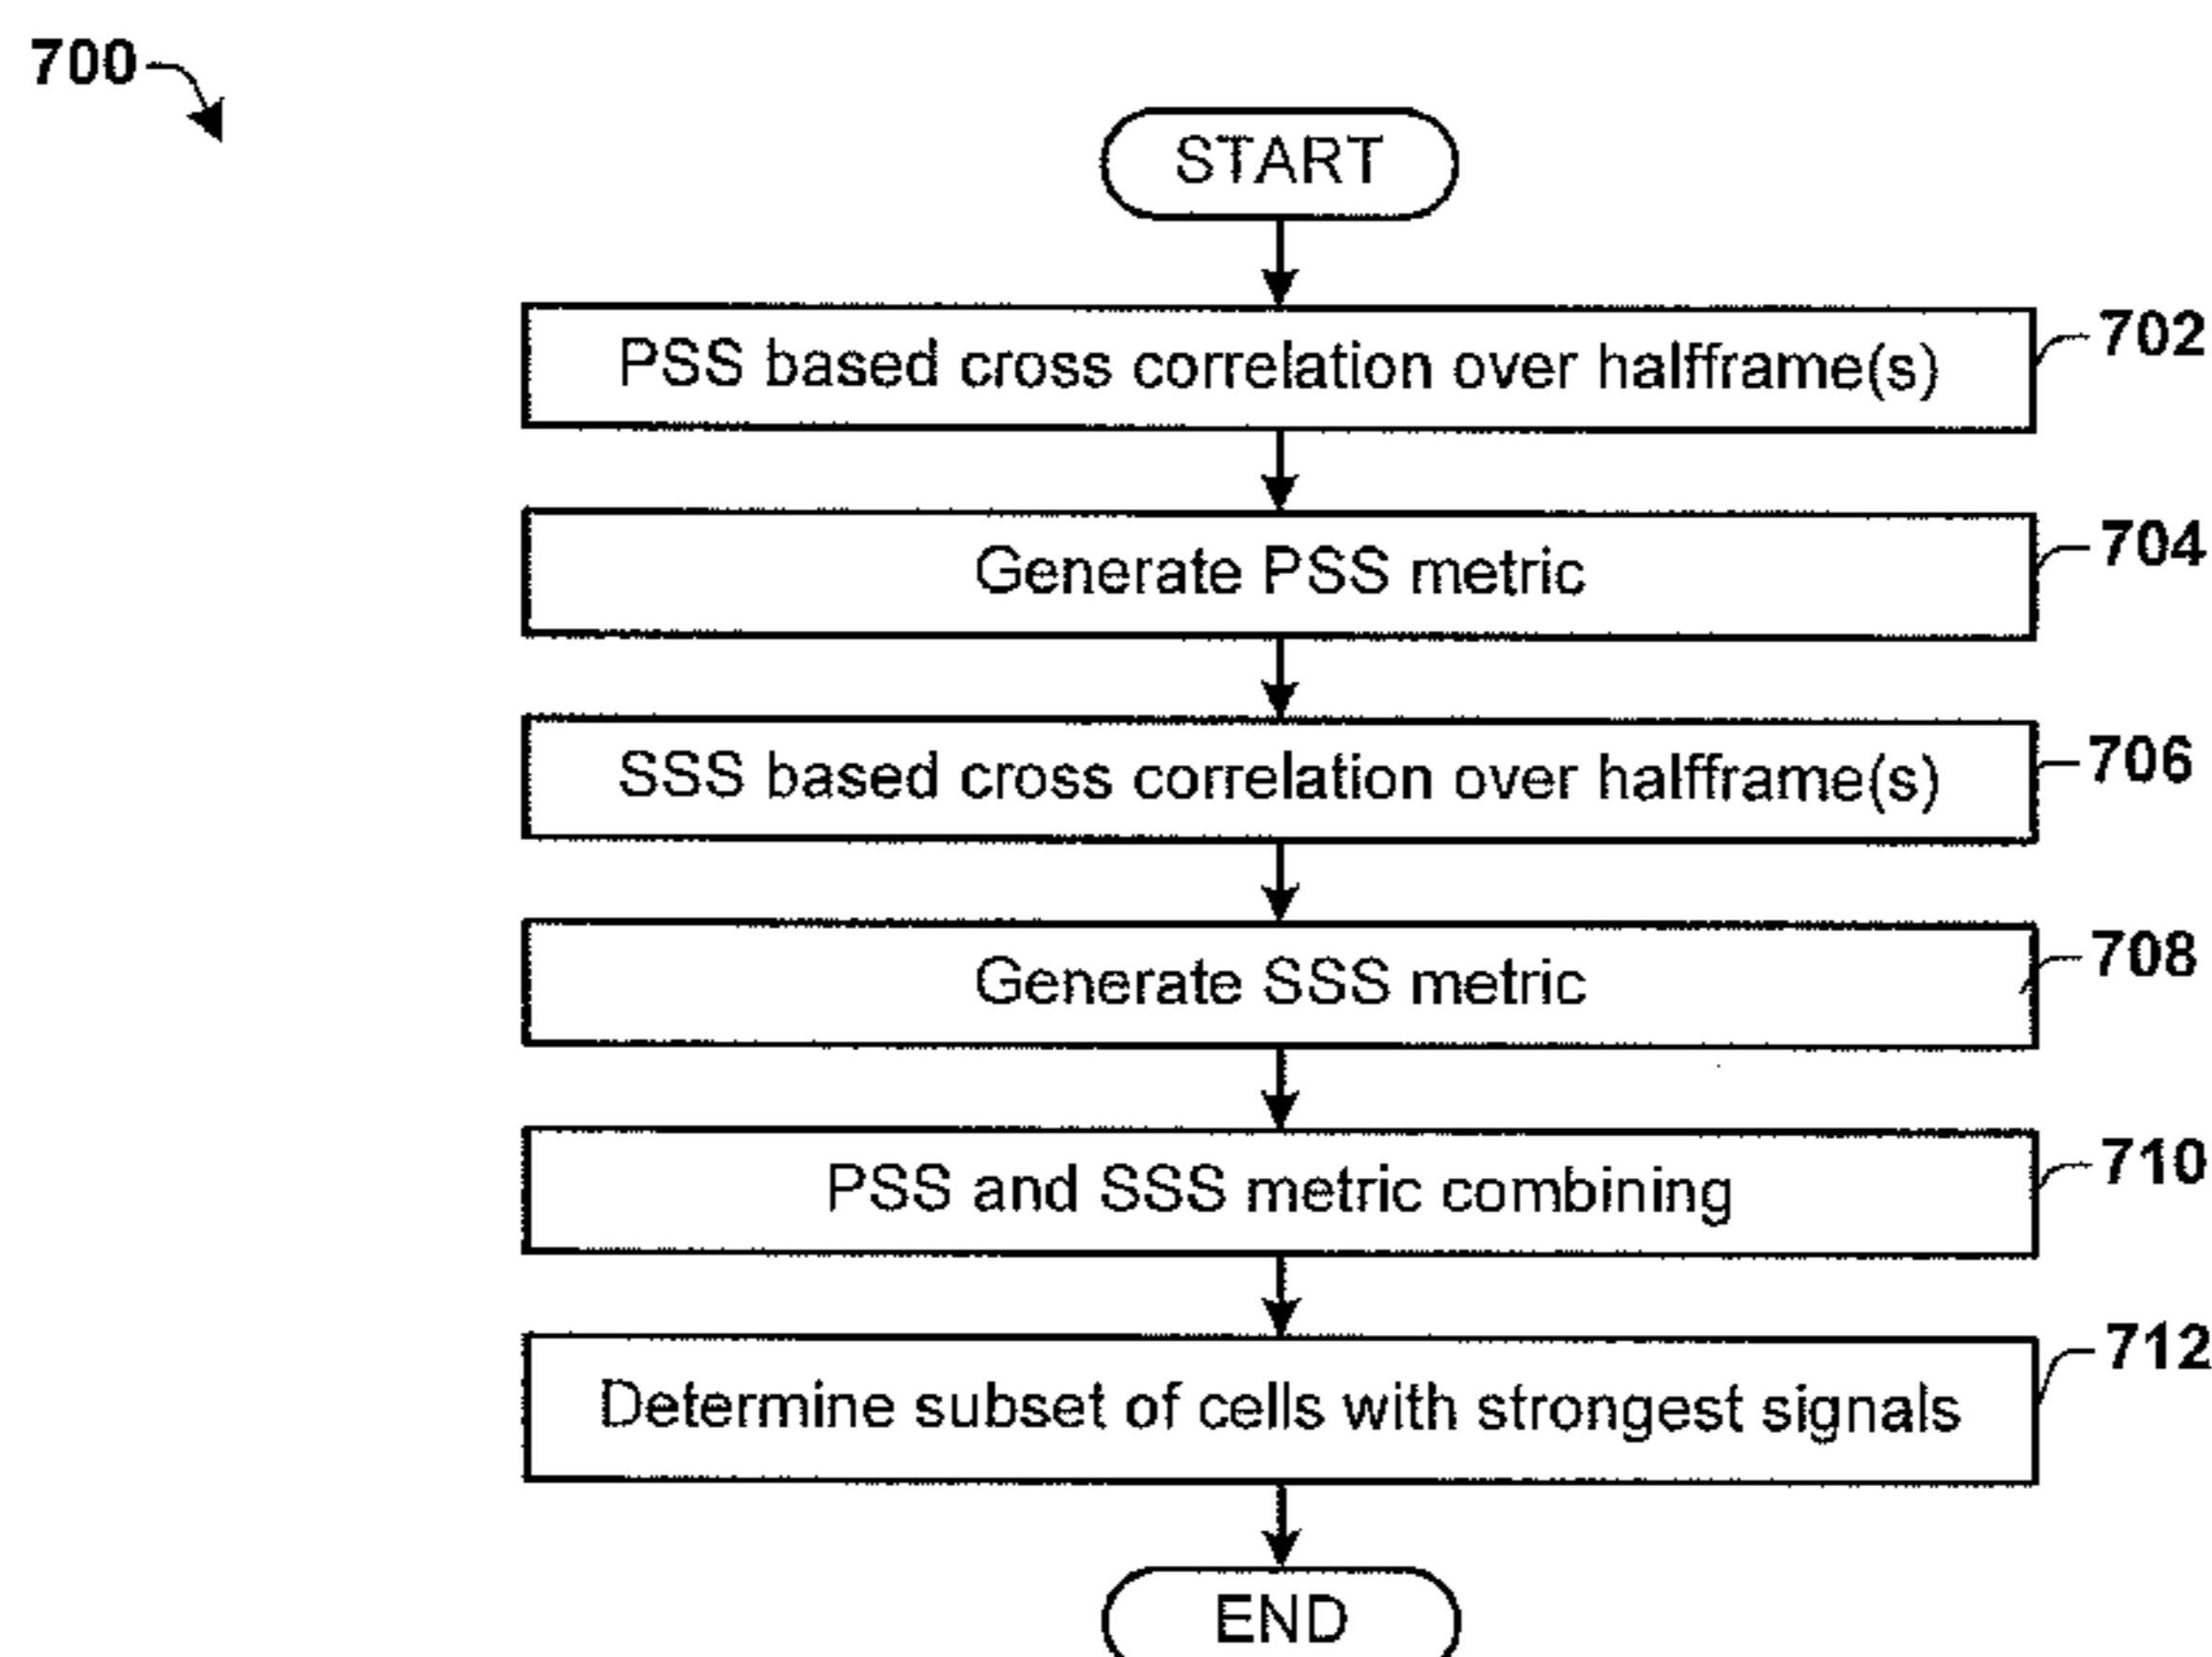 700
START
PSS based cross correlation over halfframe(s)
702
Generate PSS metric
704
SSS based cross correlation over halfframe(s)
706
Generate SSS metric
708
PSS and SSS metric combining
710
Determine subset of cells with strongest signals
712
END